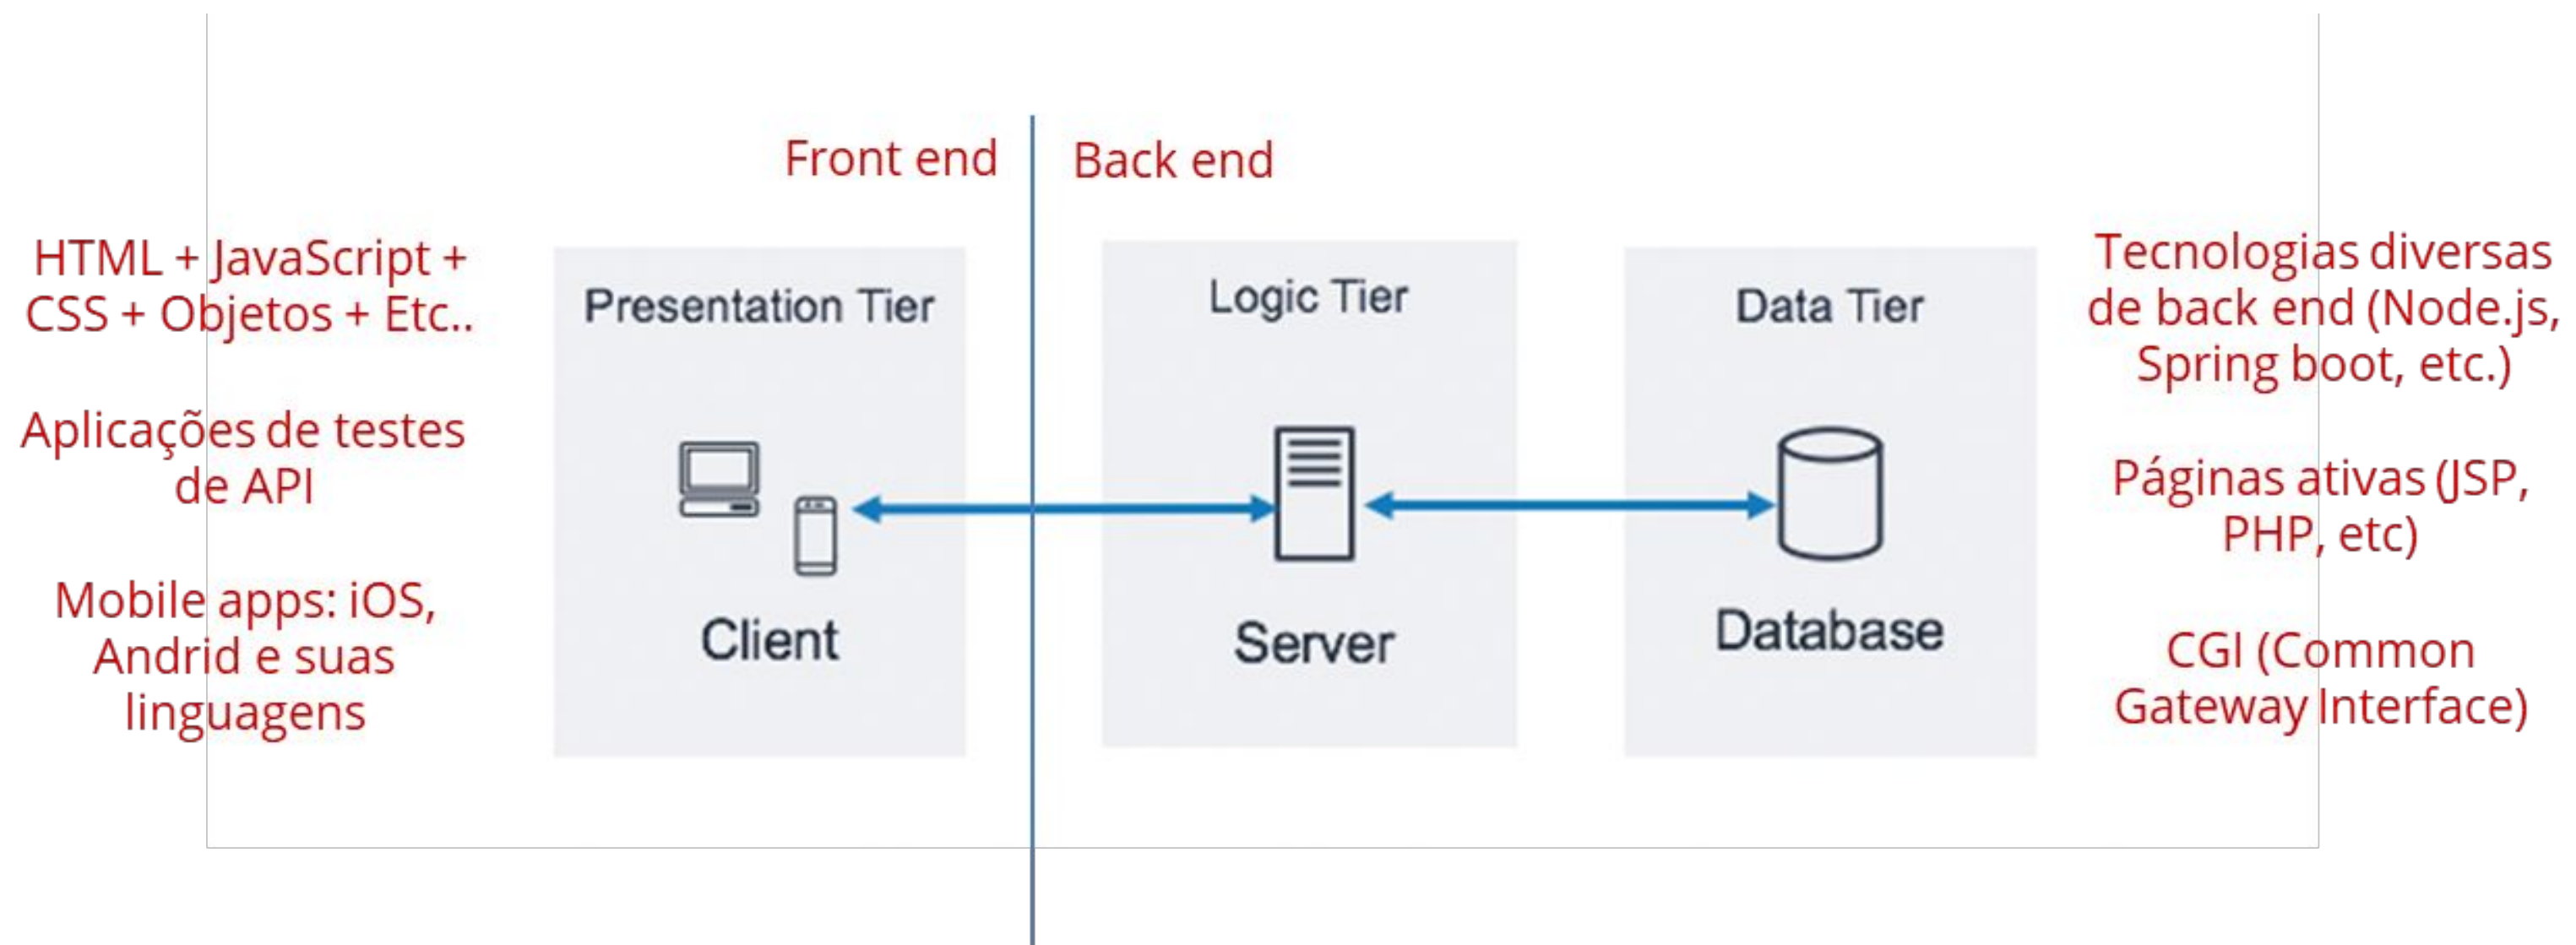 Front end
Back end
HTML + JavaScript +
CSS + Objetos + Etc..
Aplicações de testes
de API
Mobile apps: iOS,
Andrid e suas
linguagens
Presentation Tier
Client
Logic Tier
Server
Data Tier
Database
Tecnologias diversas
de back end (Node.js,
Spring boot, etc.)
Páginas ativas (JSP,
PHP, etc)
CGI (Common
Gateway Interface)